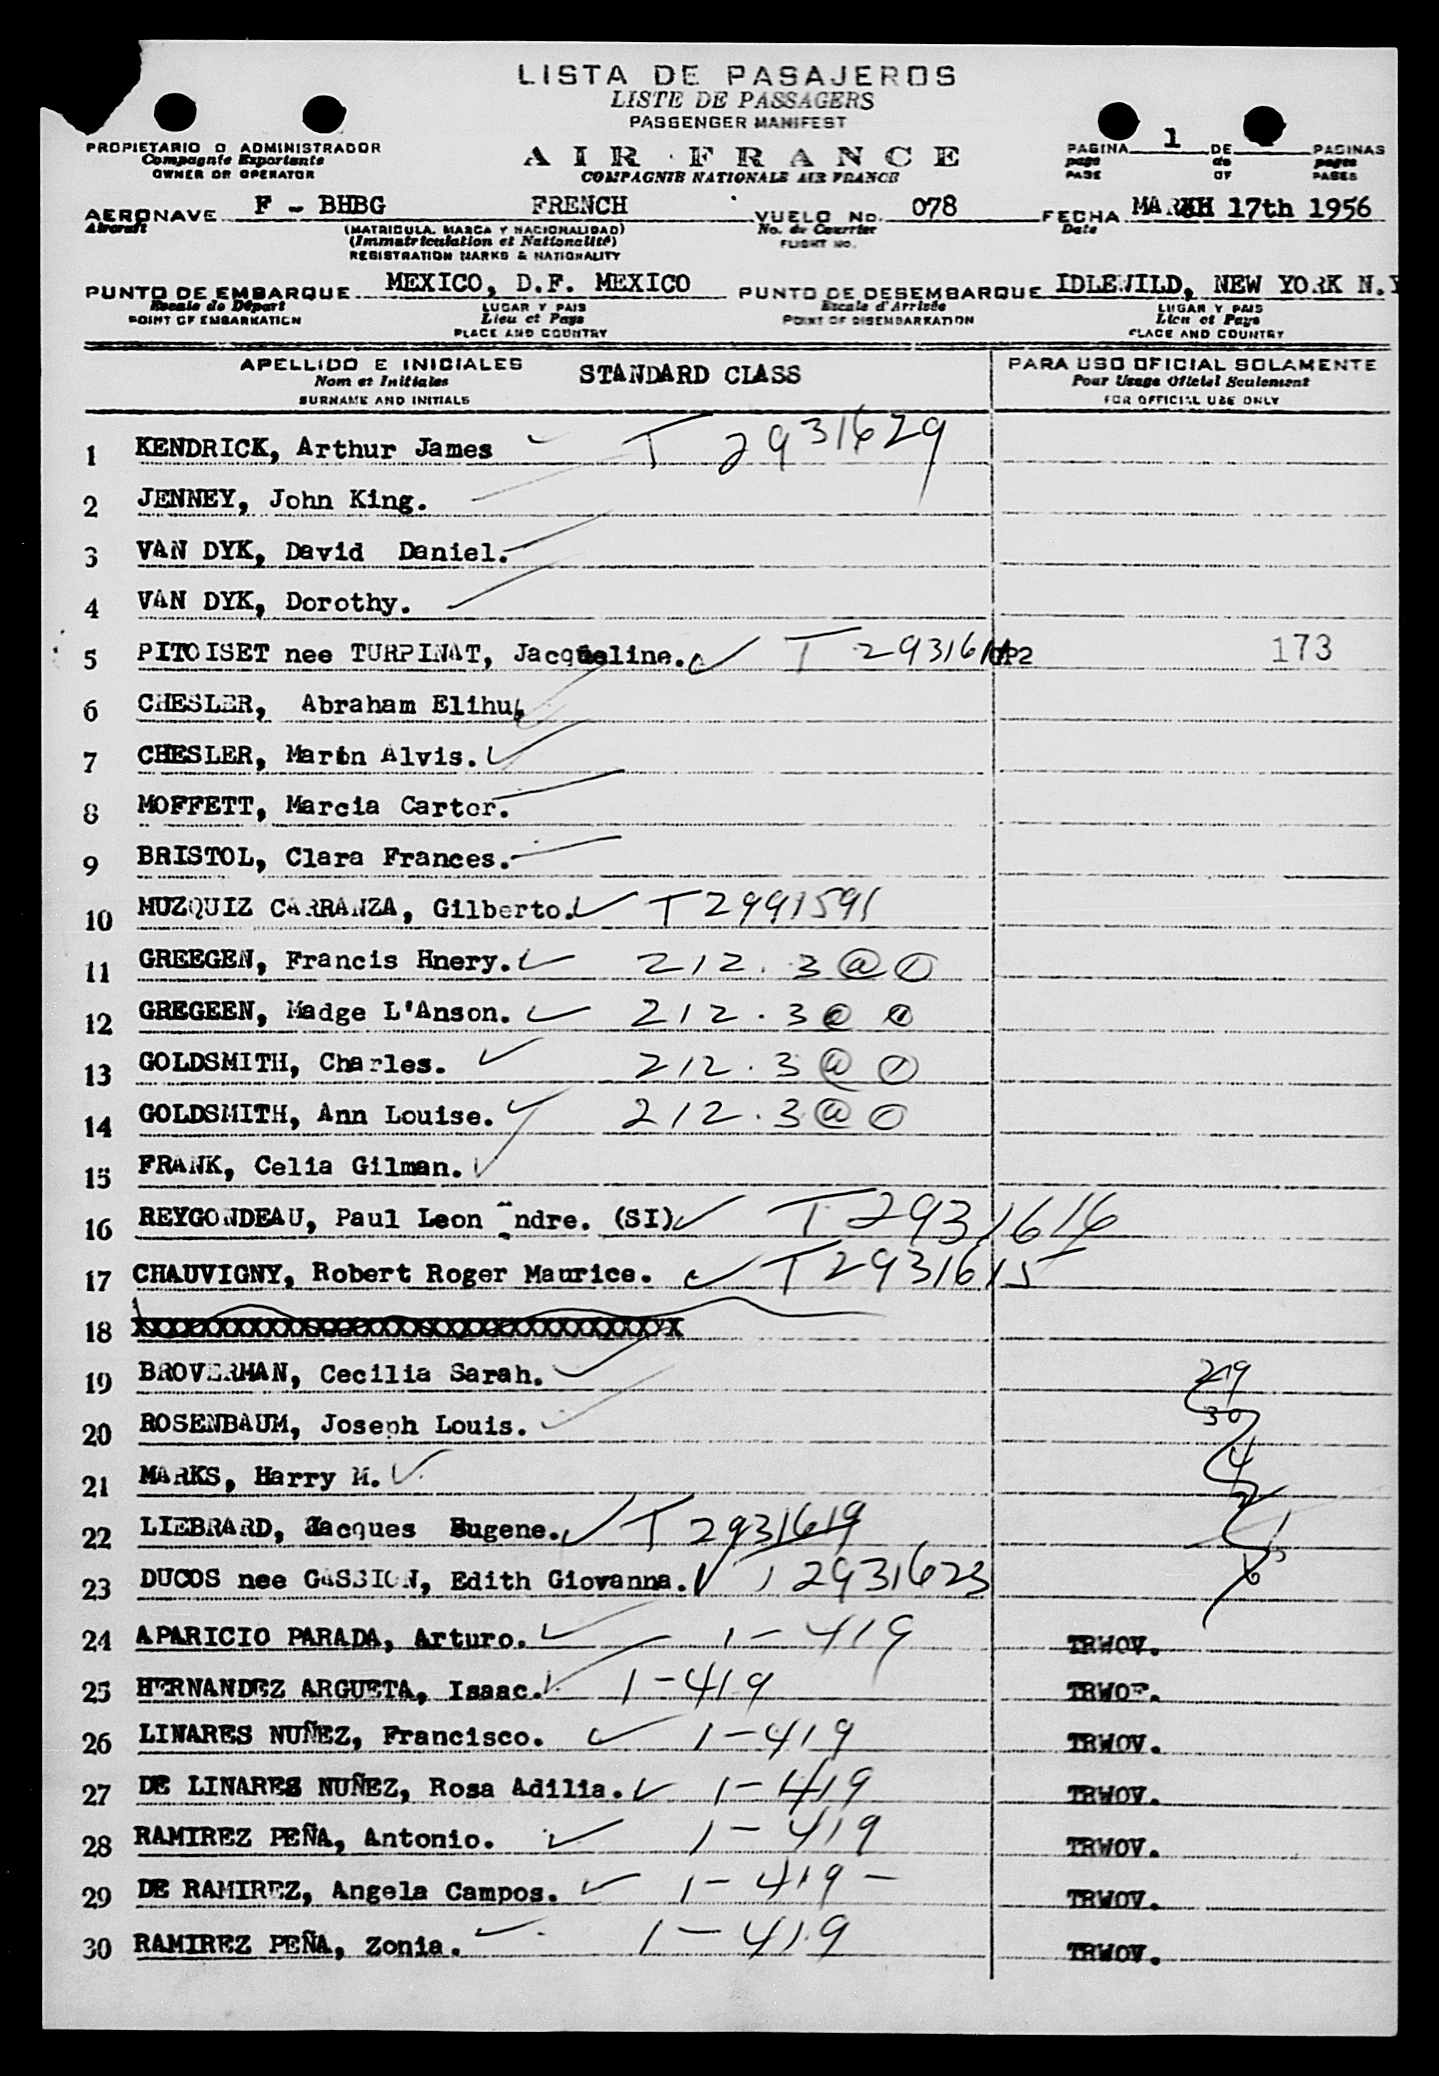 LISTA DE PASAJEROS
LISTE DE PASSAGERS
PASSENGER MANIFEST
PROPIETARIO O ADMINISTRADOR
Compagnie Exportante
OWNER OR OPERATOR
AIR FRANCE
COMPAGNIE NATIONALE AIR FRANCE
PAGINA 1 DE PAGINAS
page de pages
PAGE OF PAGES
AERONAVE F - BHBG FRENCH VUELO No. 078 FECHA MARXH 17th 1956
Aircraft (MATRICULA, MARCA Y NACIONALIDAD) No. de Courrier Date
(Immatriculation et Nationalité) FLIGHT NO.
REGISTRATION MARKS & NATIONALITY
PUNTO DE EMBARQUE MEXICO, D.F. MEXICO PUNTO DE DESEMBARQUE IDLEWILD, NEW YORK N.Y
Escale de Départ LUGAR Y PAIS Escale d'Arrivée LUGAR Y PAIS
POINT OF EMBARKATION Lieu et Pays POINT OF DISEMBARKATION Lieu et Pays
PLACE AND COUNTRY PLACE AND COUNTRY
APELLIDO E INICIALES STANDARD CLASS PARA USO OFICIAL SOLAMENTE
Nom et Initiales Pour Usage Officiel Seulement
SURNAME AND INITIALS FOR OFFICIAL USE ONLY
1 KENDRICK, Arthur James T 2931629
2 JENNEY, John King.
3 VAN DYK, David Daniel.
4 VAN DYK, Dorothy.
5 PITOISET nee TURPINAT, Jacqueline. 173
6 CHESLER, Abraham Elihu.
7 CHESLER, Alvis.
8 MOFFETT, Marcia Carter.
9 BRISTOL, Clara Frances.
10 MUZQUIZ CARRANZA, Gilberto. T 2991591
11 GREEGEN, Francis Hnery. 212.3 @ 1
12 GREGEEN, Madge L'Anson. 212.3 @ 1
13 GOLDSMITH, Charles. 212.3 @ 1
14 GOLDSMITH, Ann Louise. 212.3 @ 1
15 FRANK, Celia Gilman.
16 REYGONDEAU, Paul Leon ndre. (SI) T 2931616
17 CHAUVIGNY, Robert Roger Maurice. T 2931615
18
19 BROVERMAN, Cecilia Sarah. 219
20 ROSENBAUM, Joseph Louis. 30
21 MARKS, Harry M. 4
22 LIEBRARD, Jacques Eugene. T 2931619
23 DUCOS nee GASSION, Edith Giovanna. T 2931623
24 APARICIO PARADA, Arturo. 1-419 TRWOV.
25 HERNANDEZ ARGUETA, Isaac. 1-419 TRWOV.
26 LINARES NUÑEZ, Francisco. 1-419 TRWOV.
27 DE LINARES NUÑEZ, Rosa Adilia. 1-419 TRWOV.
28 RAMIREZ PEÑA, Antonio. 1-419 TRWOV.
29 DE RAMIREZ, Angela Campos. 1-419- TRWOV.
30 RAMIREZ PEÑA, Zonia. 1-419 TRWOV.